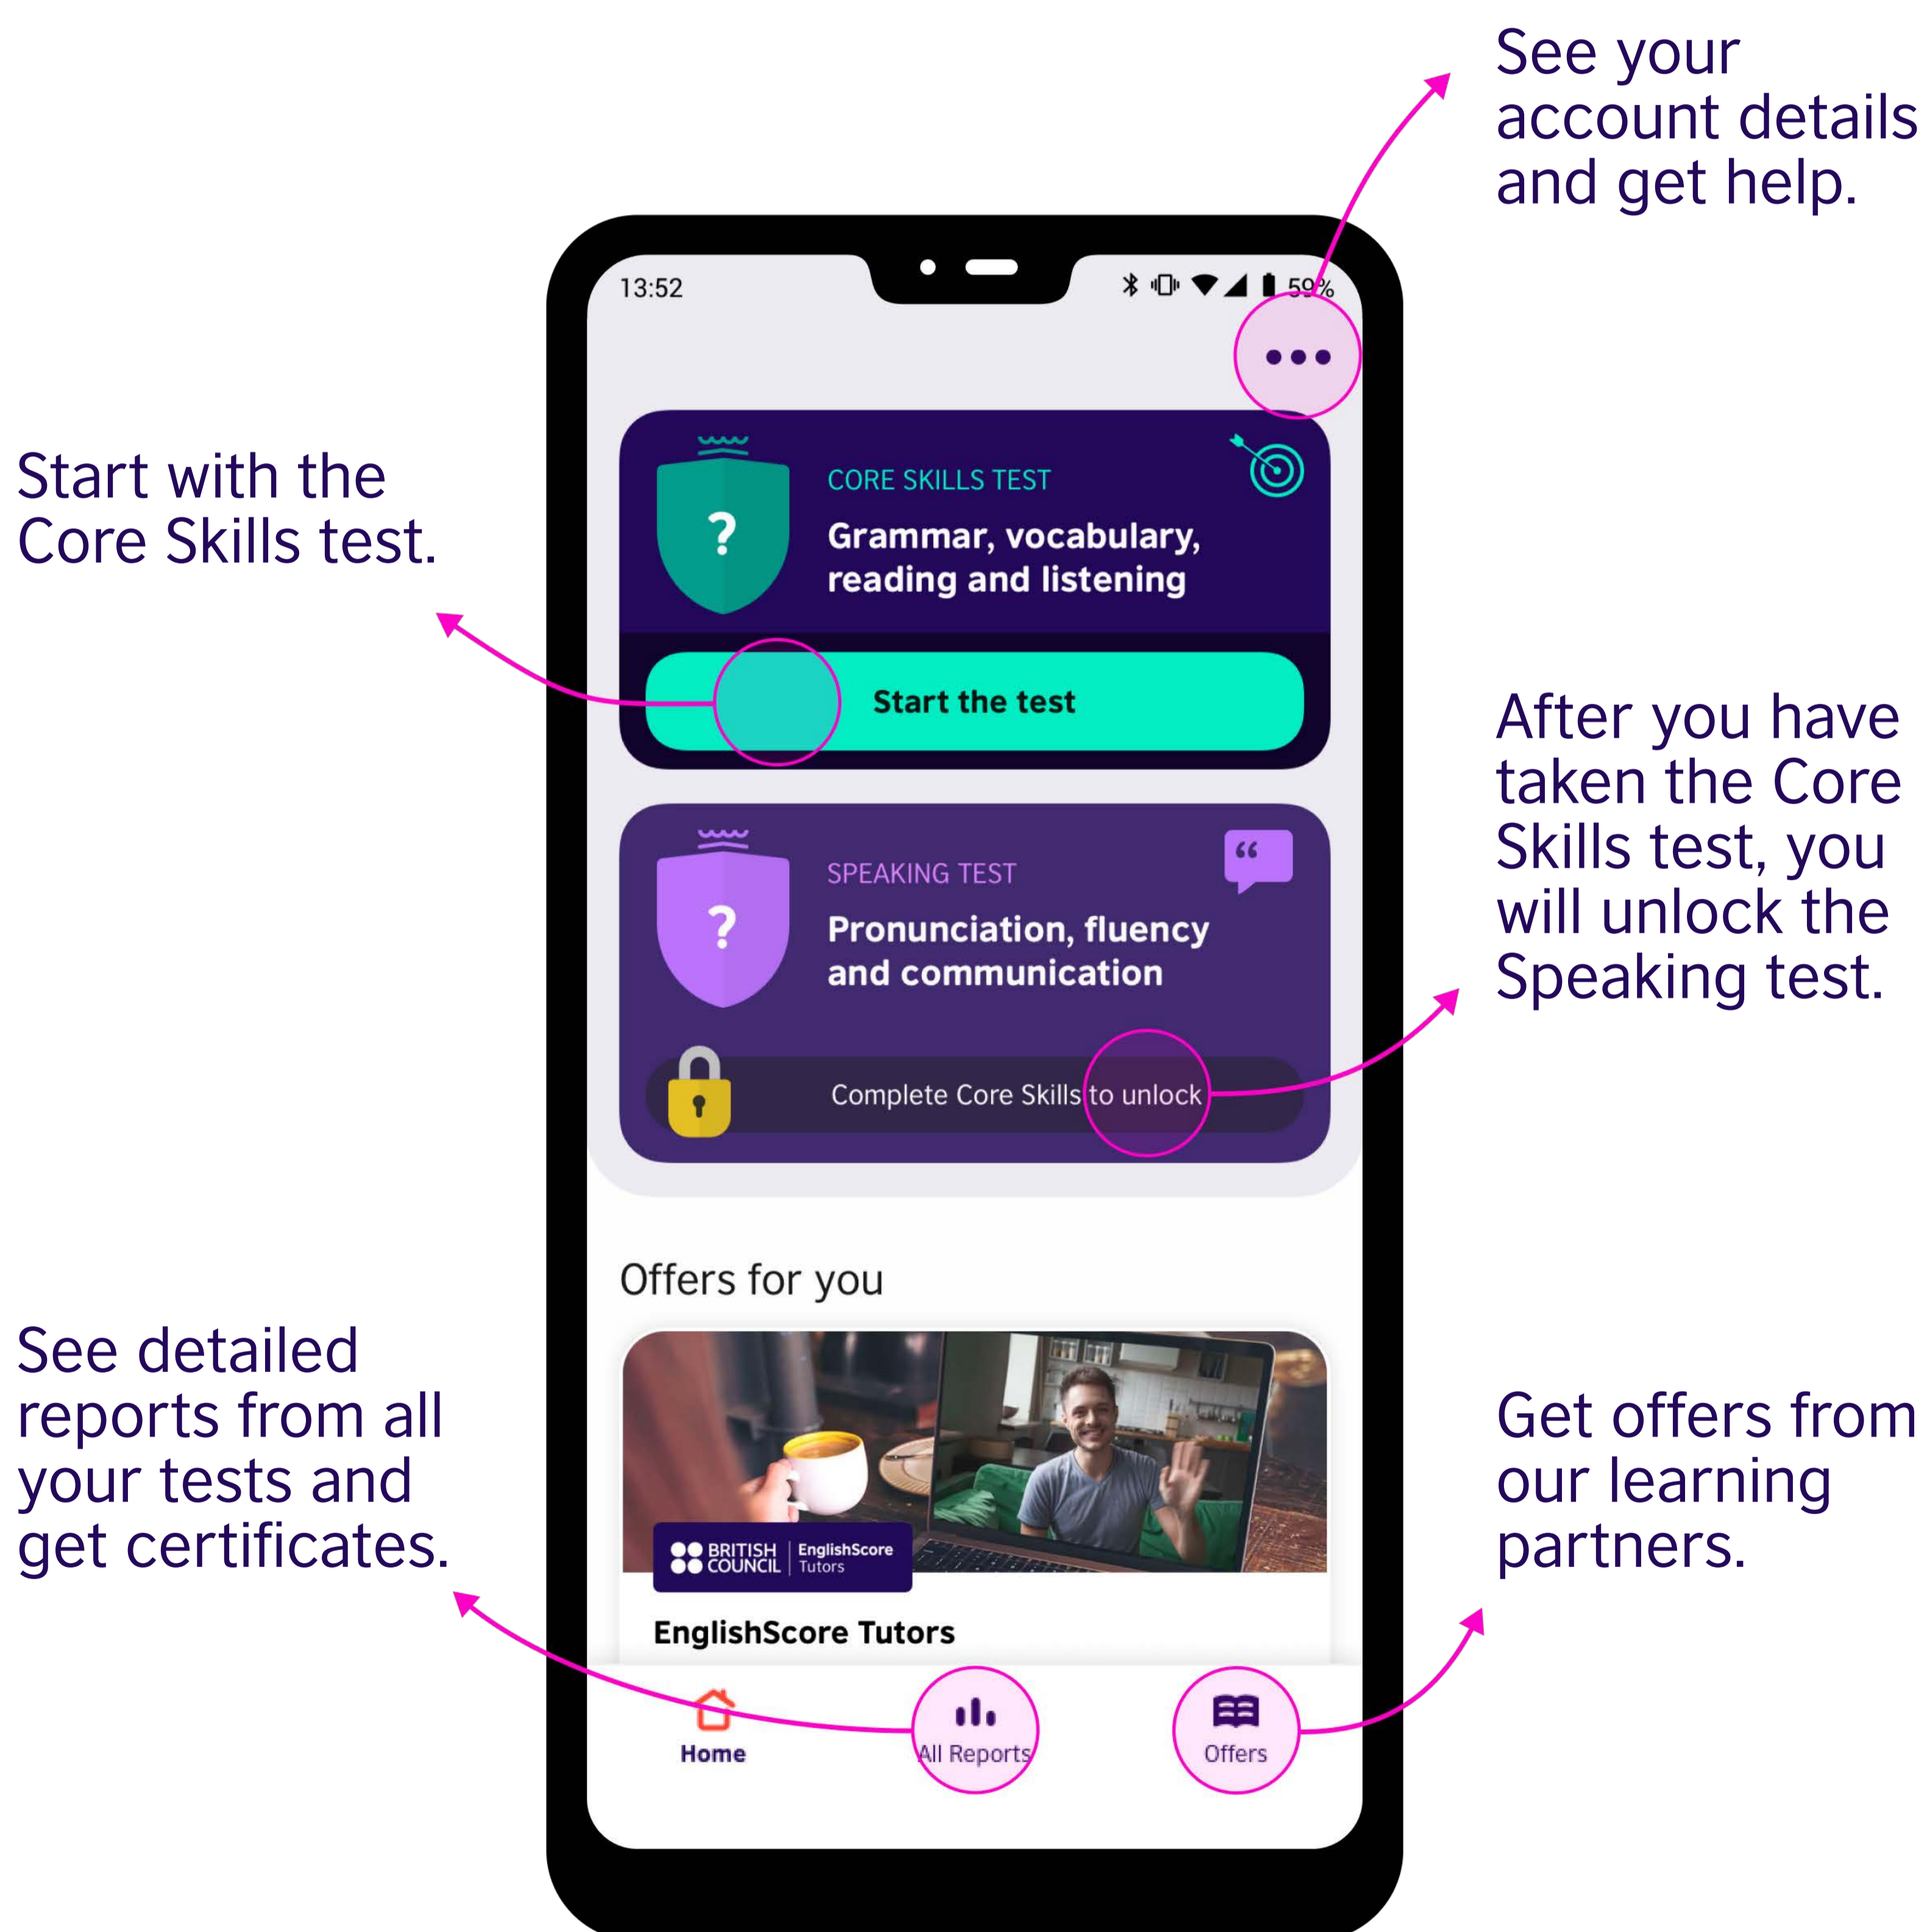 See your
account details
and get help.
13:52
59%
Start with the
Core Skills test.
CORE SKILLS TEST
?
Grammar, vocabulary,
reading and listening
Start the test
After you have
taken the Core
Skills test, you
will unlock the
Speaking test.
SPEAKING TEST
“
?
Pronunciation, fluency
and communication
Complete Core Skills to unlock
Offers for you
See detailed
reports from all
your tests and
get certificates.
Get offers from
our learning
partners.
BRITISH
COUNCIL
EnglishScore
Tutors
EnglishScore Tutors
Home
All Reports
Offers